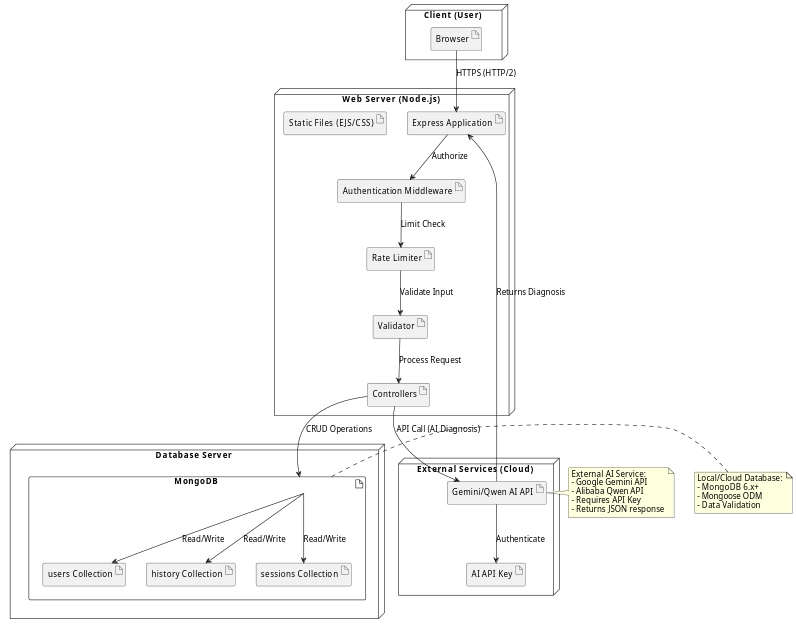 Client (User)
Browser
HTTPS (HTTP/2)
Web Server (Node.js)
Static Files (EJS/CSS)
Express Application
Authorize
Authentication Middleware
Limit Check
Rate Limiter
Validate Input
Returns Diagnosis
Validator
Process Request
Controllers
CRUD Operations
API Call (AI Diagnosis)
Database Server
MongoDB
Read/Write
Read/Write
Read/Write
users Collection
history Collection
sessions Collection
External Services (Cloud)
Gemini/Qwen AI API
Authenticate
AI API Key
External AI Service:
- Google Gemini API
- Alibaba Qwen API
- Requires API Key
- Returns JSON response
Local/Cloud Database:
- MongoDB 6.x+
- Mongoose ODM
- Data Validation